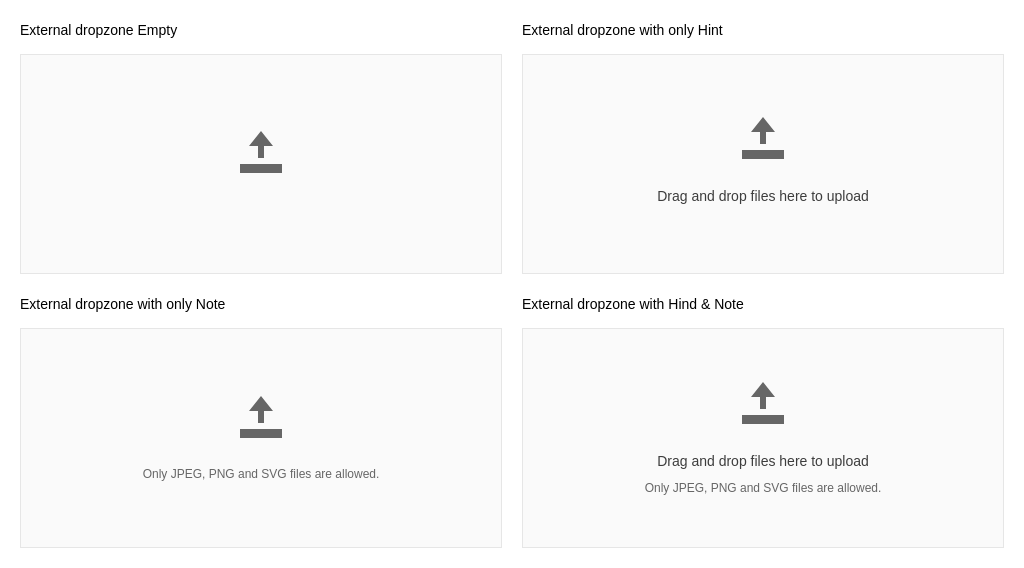 External dropzone Empty
External dropzone with only Hint
Drag and drop files here to upload
External dropzone with only Note
External dropzone with Hind & Note
Only JPEG, PNG and SVG files are allowed.
Drag and drop files here to upload
Only JPEG, PNG and SVG files are allowed.